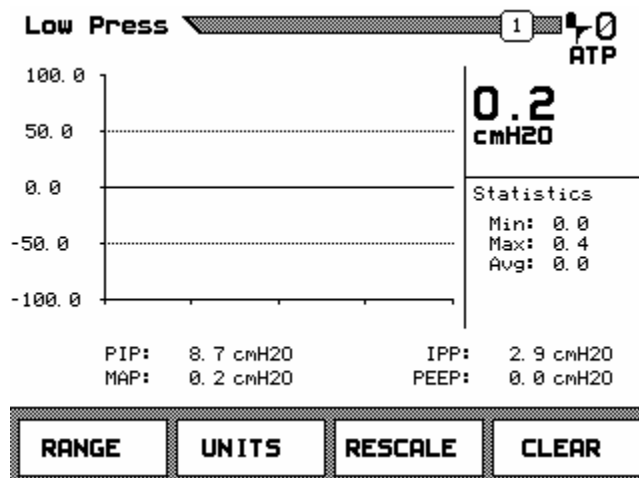 Low Press 1 0
ATP
100.0
50.0
0.0
-50.0
-100.0
0.2
cmH2O
Statistics
Min: 0.0
Max: 0.4
Avg: 0.0
PIP: 8.7 cmH2O IPP: 2.9 cmH2O
MAP: 0.2 cmH2O PEEP: 0.0 cmH2O
RANGE UNITS RESCALE CLEAR